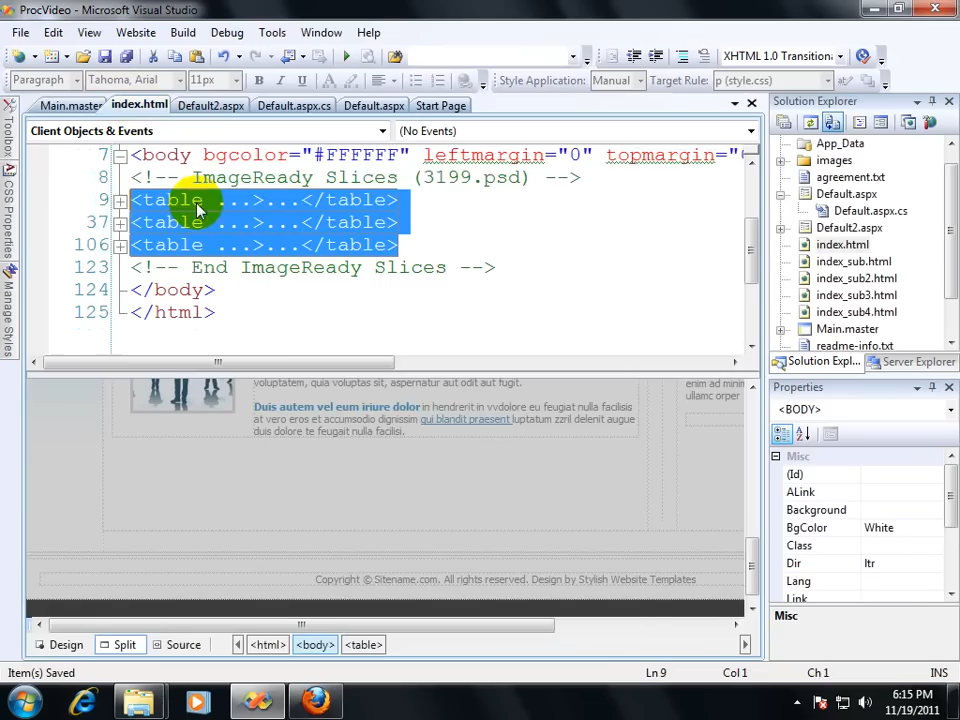 ProcVideo - Microsoft Visual Studio
File Edit View Website Build Debug Tools Window Help
XHTML 1.0 Transition
Paragraph Tahoma, Arial 11px B I U A Style Application: Manual Target Rule: p (style.css)
Main.master index.html Default2.aspx Default.aspx.cs Default.aspx Start Page
Client Objects & Events (No Events)
7 <body bgcolor="#FFFFFF" leftmargin="0" topmargin="
8 <!-- ImageReady Slices (3199.psd) -->
9 <table ...>...</table>
37 <table ...>...</table>
106 <table ...>...</table>
123 <!-- End ImageReady Slices -->
124 </body>
125 </html>
voluptatem, quia voluptas sit, aspernatur aut odit aut fugit.
Duis autem vel eum iriure dolor in hendrerit in vvdolore eu feugiat nulla facilisis
at vero eros et accumsodio dignissim qui blandit praesent luptatum zzril delenit augue
duis dolore te feugait nulla facilisi.
enim ad minim
ullamc orper
Copyright © Sitename.com. All rights reserved. Design by Stylish Website Templates
Design Split Source <html> <body> <table>
Toolbox
CSS Properties
Manage Styles
Solution Explorer
App_Data
images
agreement.txt
Default.aspx
Default.aspx.cs
Default2.aspx
index.html
index_sub.html
index_sub2.html
index_sub3.html
index_sub4.html
Main.master
readme-info.txt
Solution Expl... Server Explorer
Properties
<BODY>
Misc
(Id)
ALink
Background
BgColor White
Class
Dir ltr
Lang
Link
Misc
Item(s) Saved Ln 9 Col 1 Ch 1 INS
6:15 PM
11/19/2011